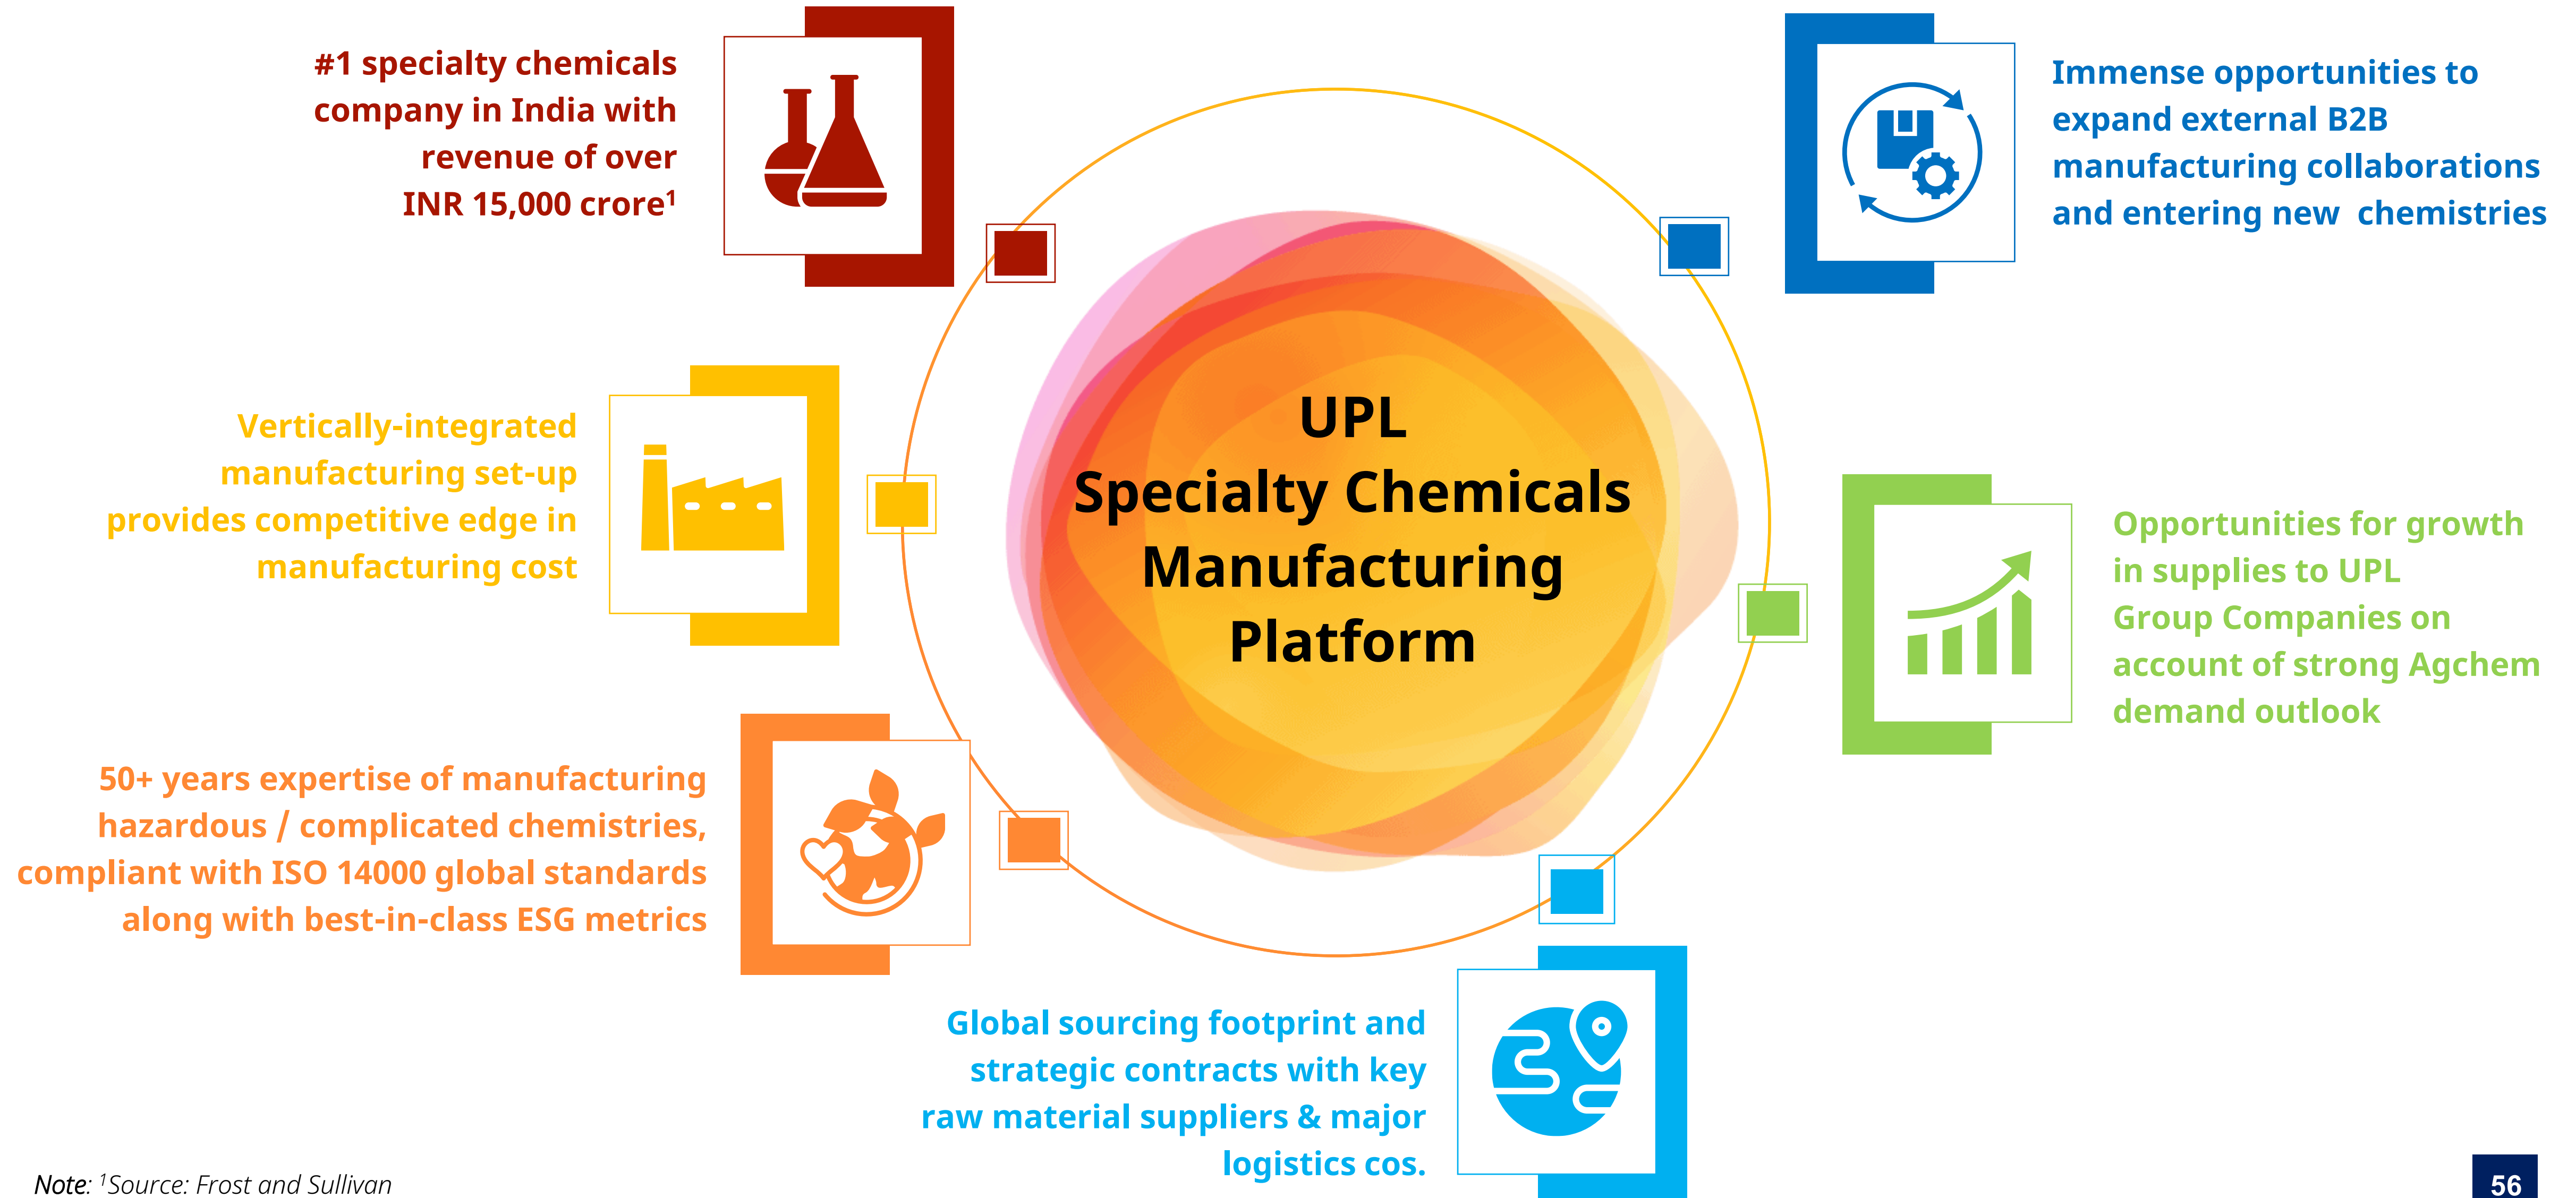 #1 specialty chemicals
company in India with
revenue of over
INR 15,000 crore¹
Immense opportunities to
expand external B2B
manufacturing collaborations
and entering new  chemistries
Vertically-integrated
manufacturing set-up
provides competitive edge in
manufacturing cost
UPL
Specialty Chemicals
Manufacturing
Platform
Opportunities for growth
in supplies to UPL
Group Companies on
account of strong Agchem
demand outlook
50+ years expertise of manufacturing
hazardous / complicated chemistries,
compliant with ISO 14000 global standards
along with best-in-class ESG metrics
Global sourcing footprint and
strategic contracts with key
raw material suppliers & major
logistics cos.
Note: ¹Source: Frost and Sullivan
56